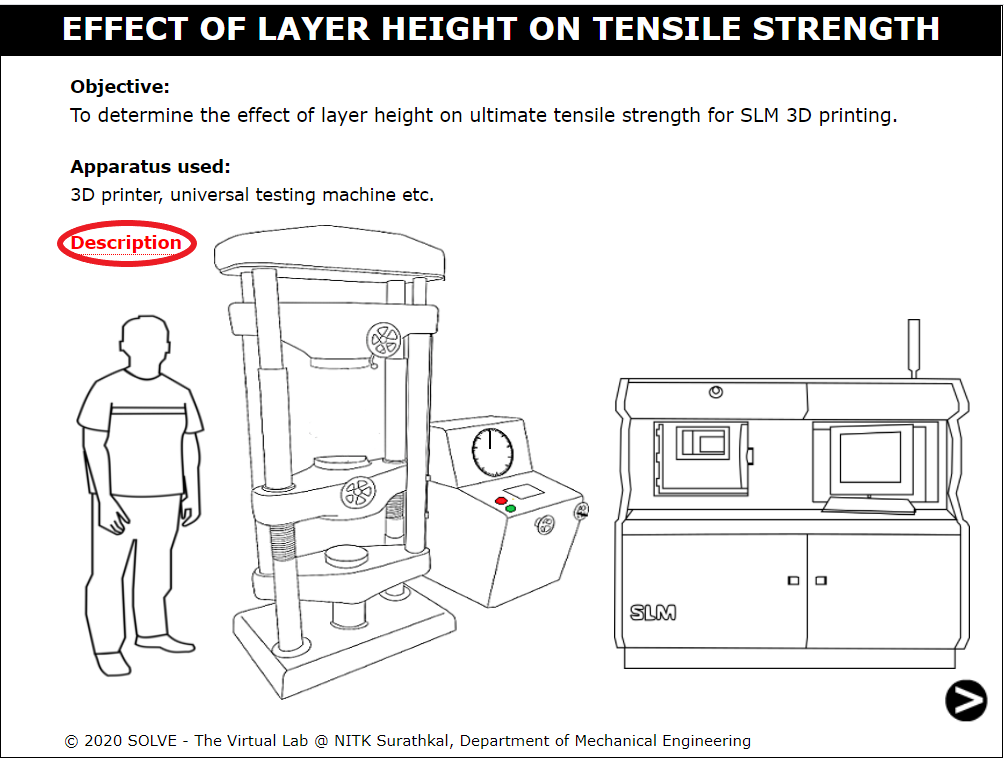 EFFECT OF LAYER HEIGHT ON TENSILE STRENGTH
Objective:
To determine the effect of layer height on ultimate tensile strength for SLM 3D printing.
Apparatus used:
3D printer, universal testing machine etc.
Description
SLM
© 2020 SOLVE - The Virtual Lab @ NITK Surathkal, Department of Mechanical Engineering